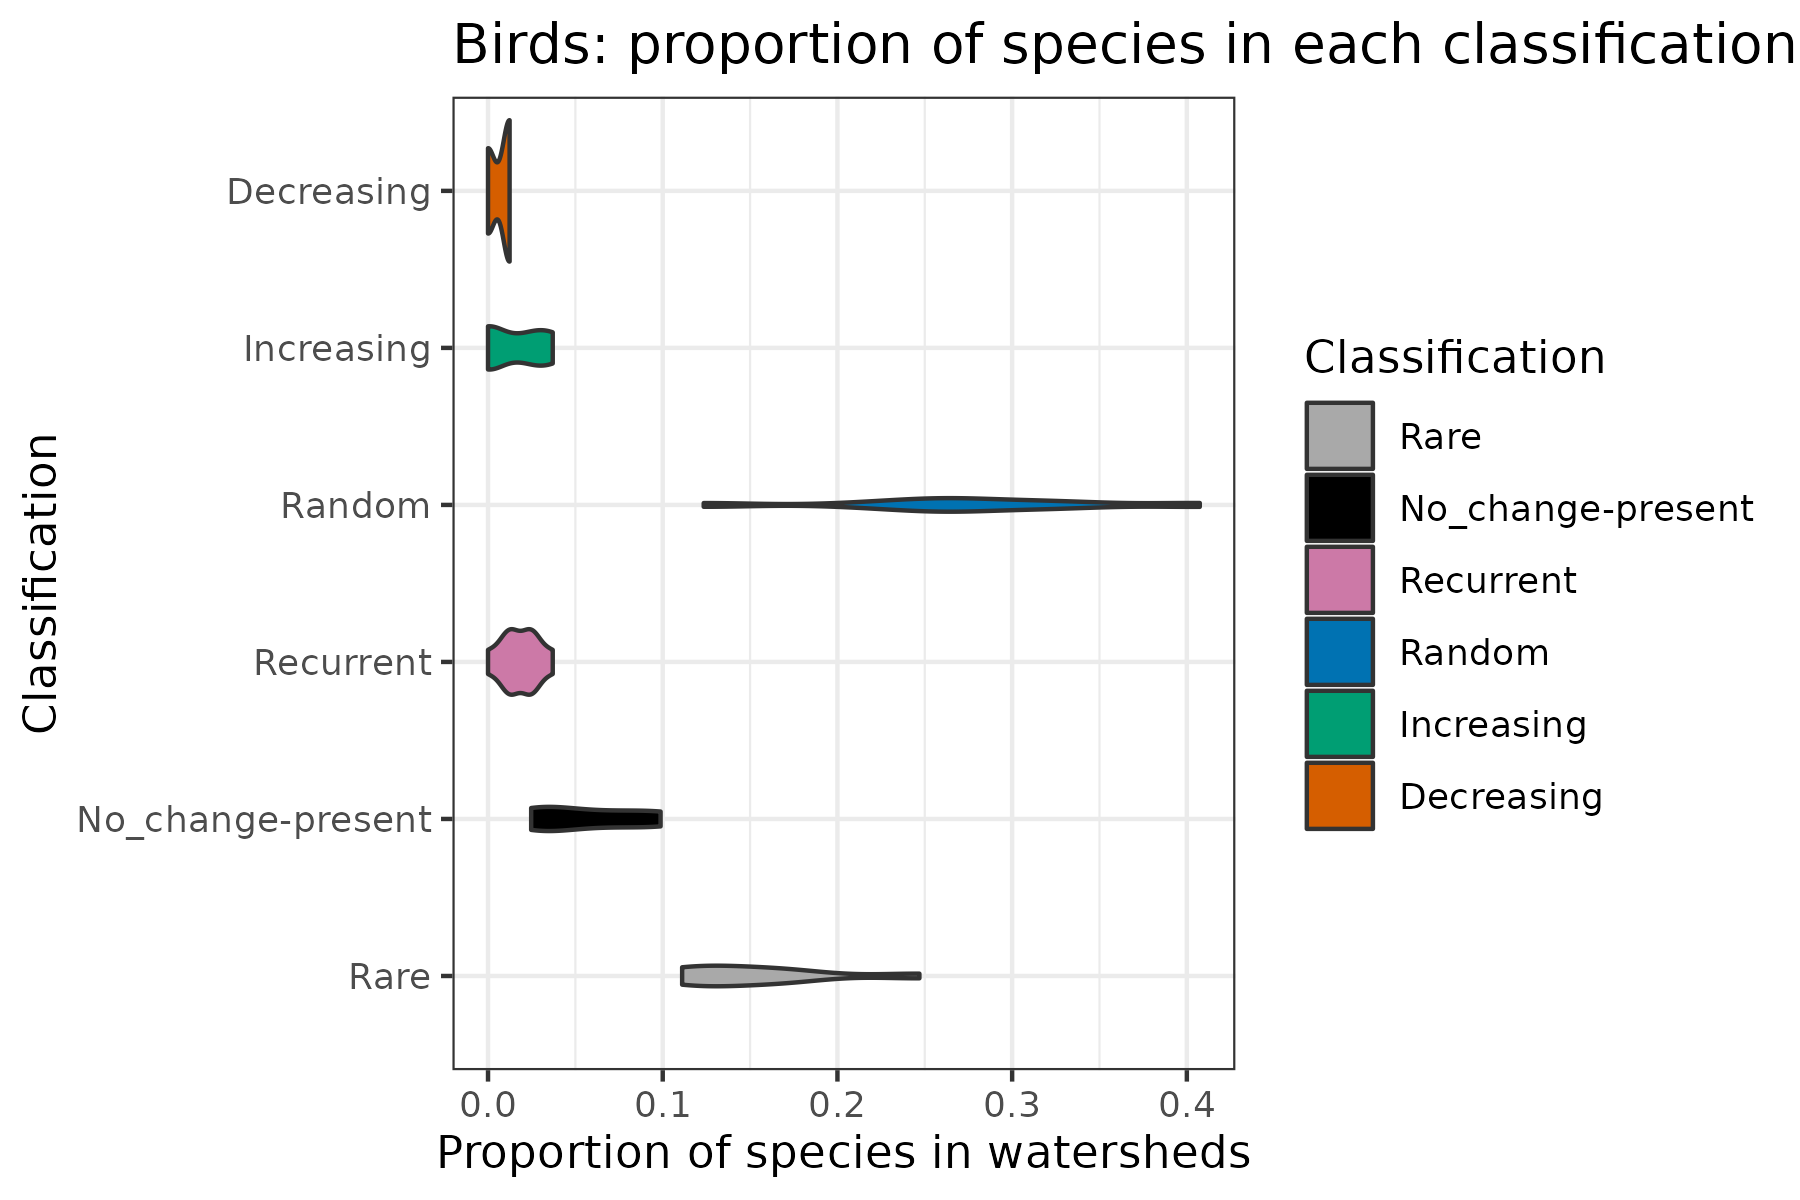 Birds: proportion of species in each classification
Classification
Decreasing
Increasing
Random
Recurrent
No_change-present
Rare
0.0 0.1 0.2 0.3 0.4
Proportion of species in watersheds
Classification
Rare
No_change-present
Recurrent
Random
Increasing
Decreasing